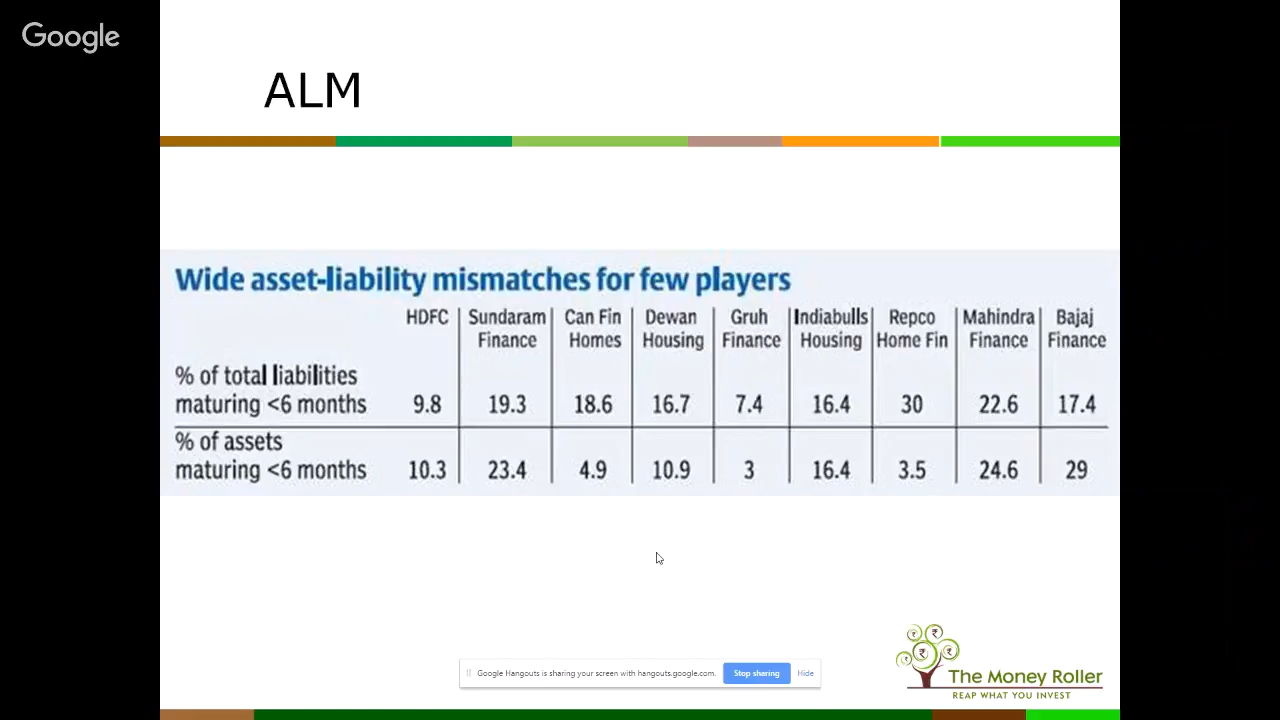 Google
ALM
Wide asset-liability mismatches for few players
HDFC Sundaram Can Fin Dewan Gruh Indiabulls Repco Mahindra Bajaj
Finance Homes Housing Finance Housing Home Fin Finance Finance
% of total liabilities
maturing <6 months 9.8 19.3 18.6 16.7 7.4 16.4 30 22.6 17.4
% of assets
maturing <6 months 10.3 23.4 4.9 10.9 3 16.4 3.5 24.6 29
Google Hangouts is sharing your screen with hangouts.google.com. Stop sharing Hide
The Money Roller
REAP WHAT YOU INVEST